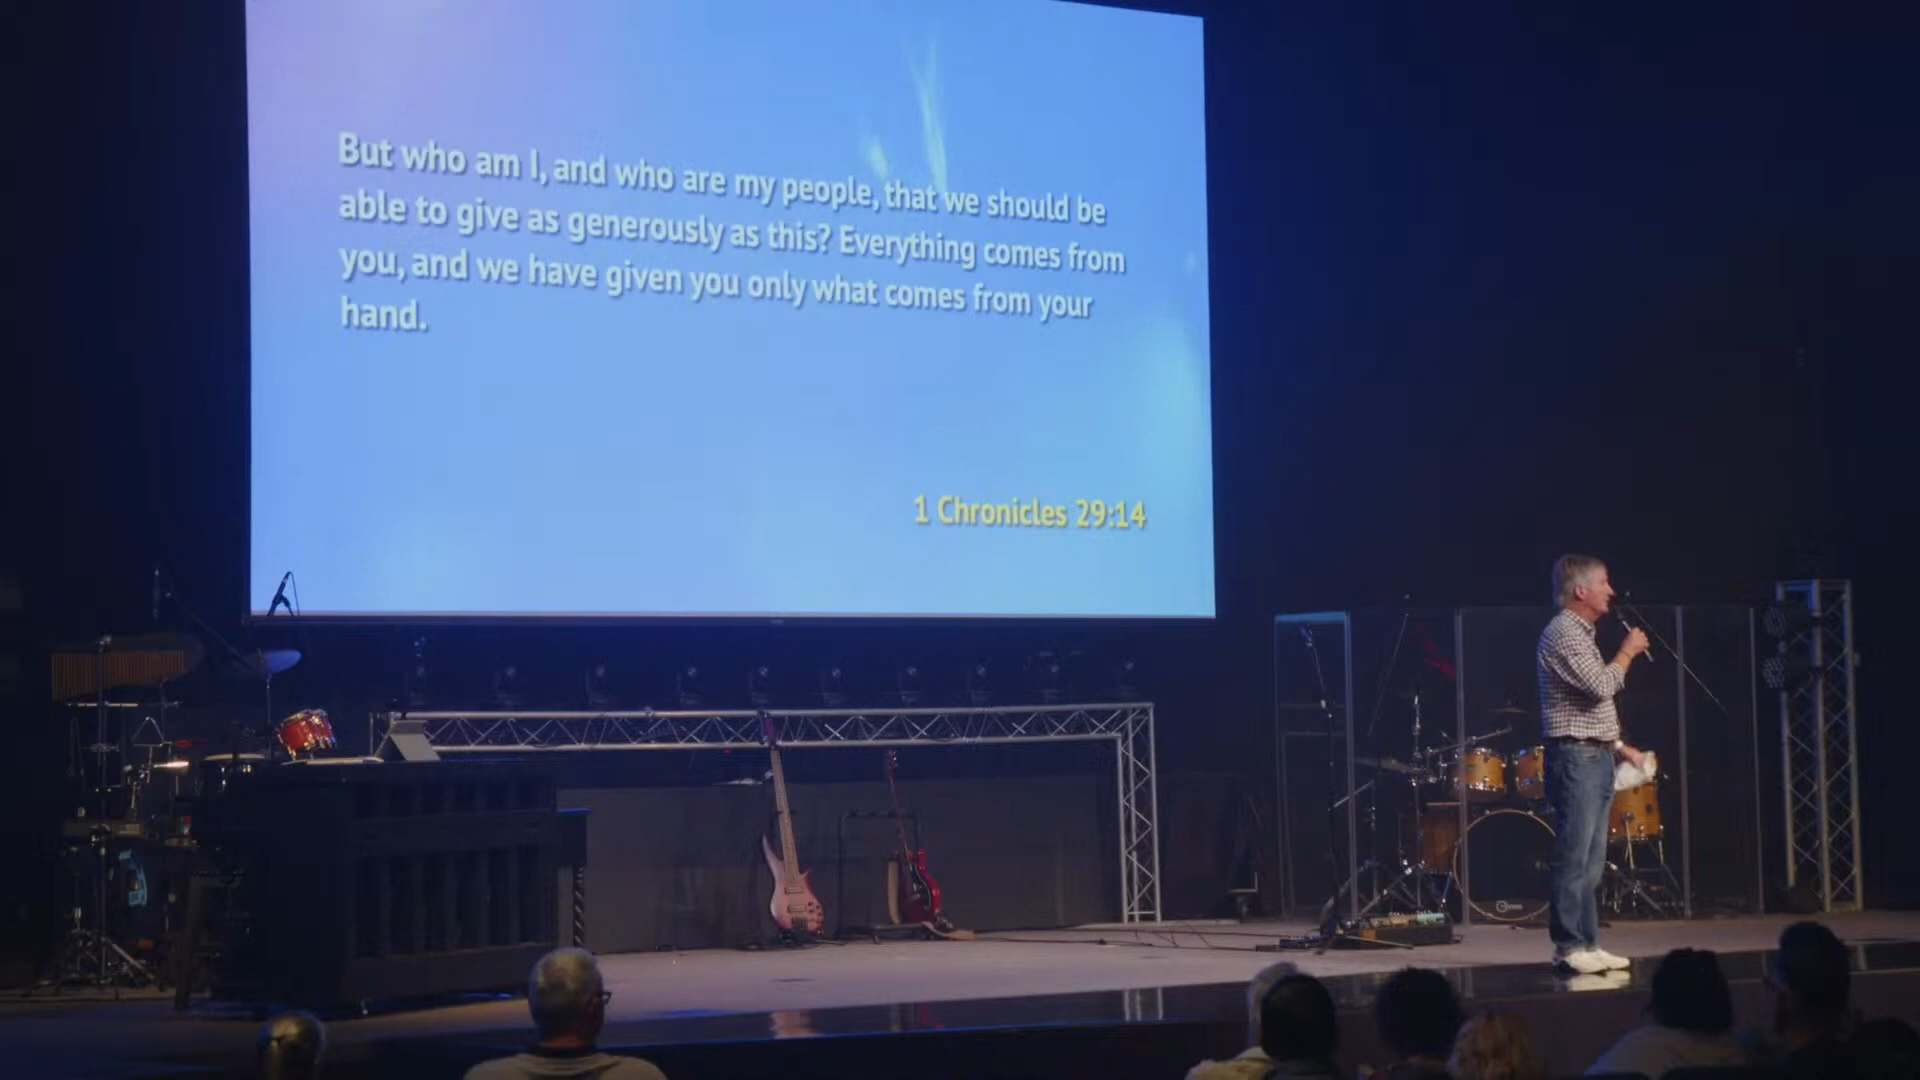 But who am I, and who are my people, that we should be
able to give as generously as this? Everything comes from
you, and we have given you only what comes from your
hand.
1 Chronicles 29:14